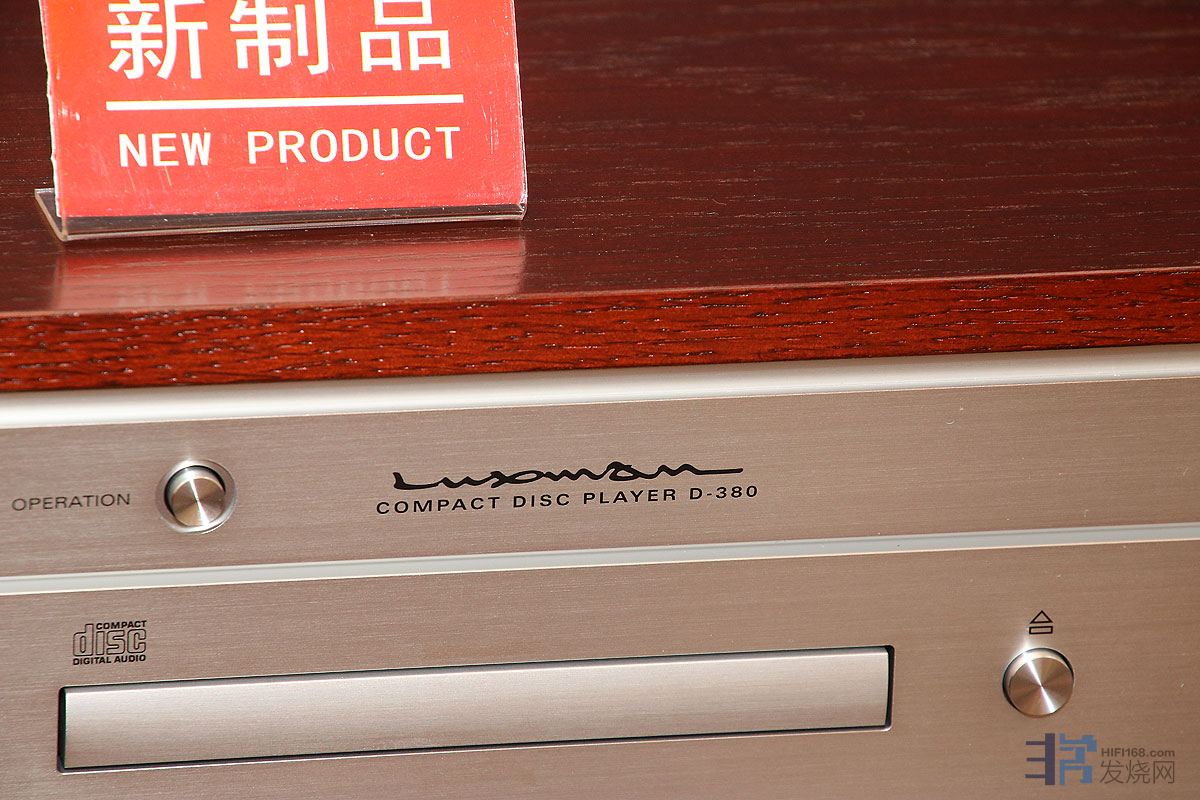 新制品
NEW PRODUCT
OPERATION
Luxman
COMPACT DISC PLAYER D-380
COMPACT
disc
DIGITAL AUDIO
HIFI168.com
发烧网